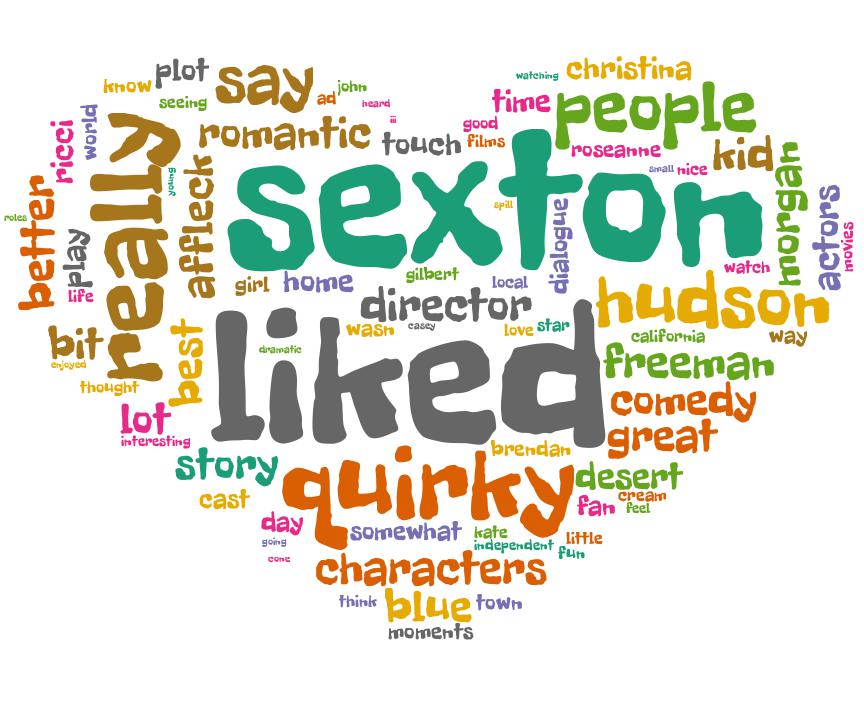 plot
say
watching
christina
know
seeing
ad
john
heard
iii
time
people
world
really
romantic
touch
good
films
roseanne
kid
ricci
young
affleck
sexton
small
nice
morgan
better
roles
play
life
spill
dialogue
watch
actors
movies
girl
home
gilbert
local
director
hudson
wasn
casey
love
star
california
way
bit
enjoyed
best
dramatic
liked
freeman
thought
lot
interesting
comedy
great
story
quirky
brendan
desert
cast
cream
fan
feel
day
going
come
somewhat
kate
independent
little
fun
characters
think
blue
town
moments